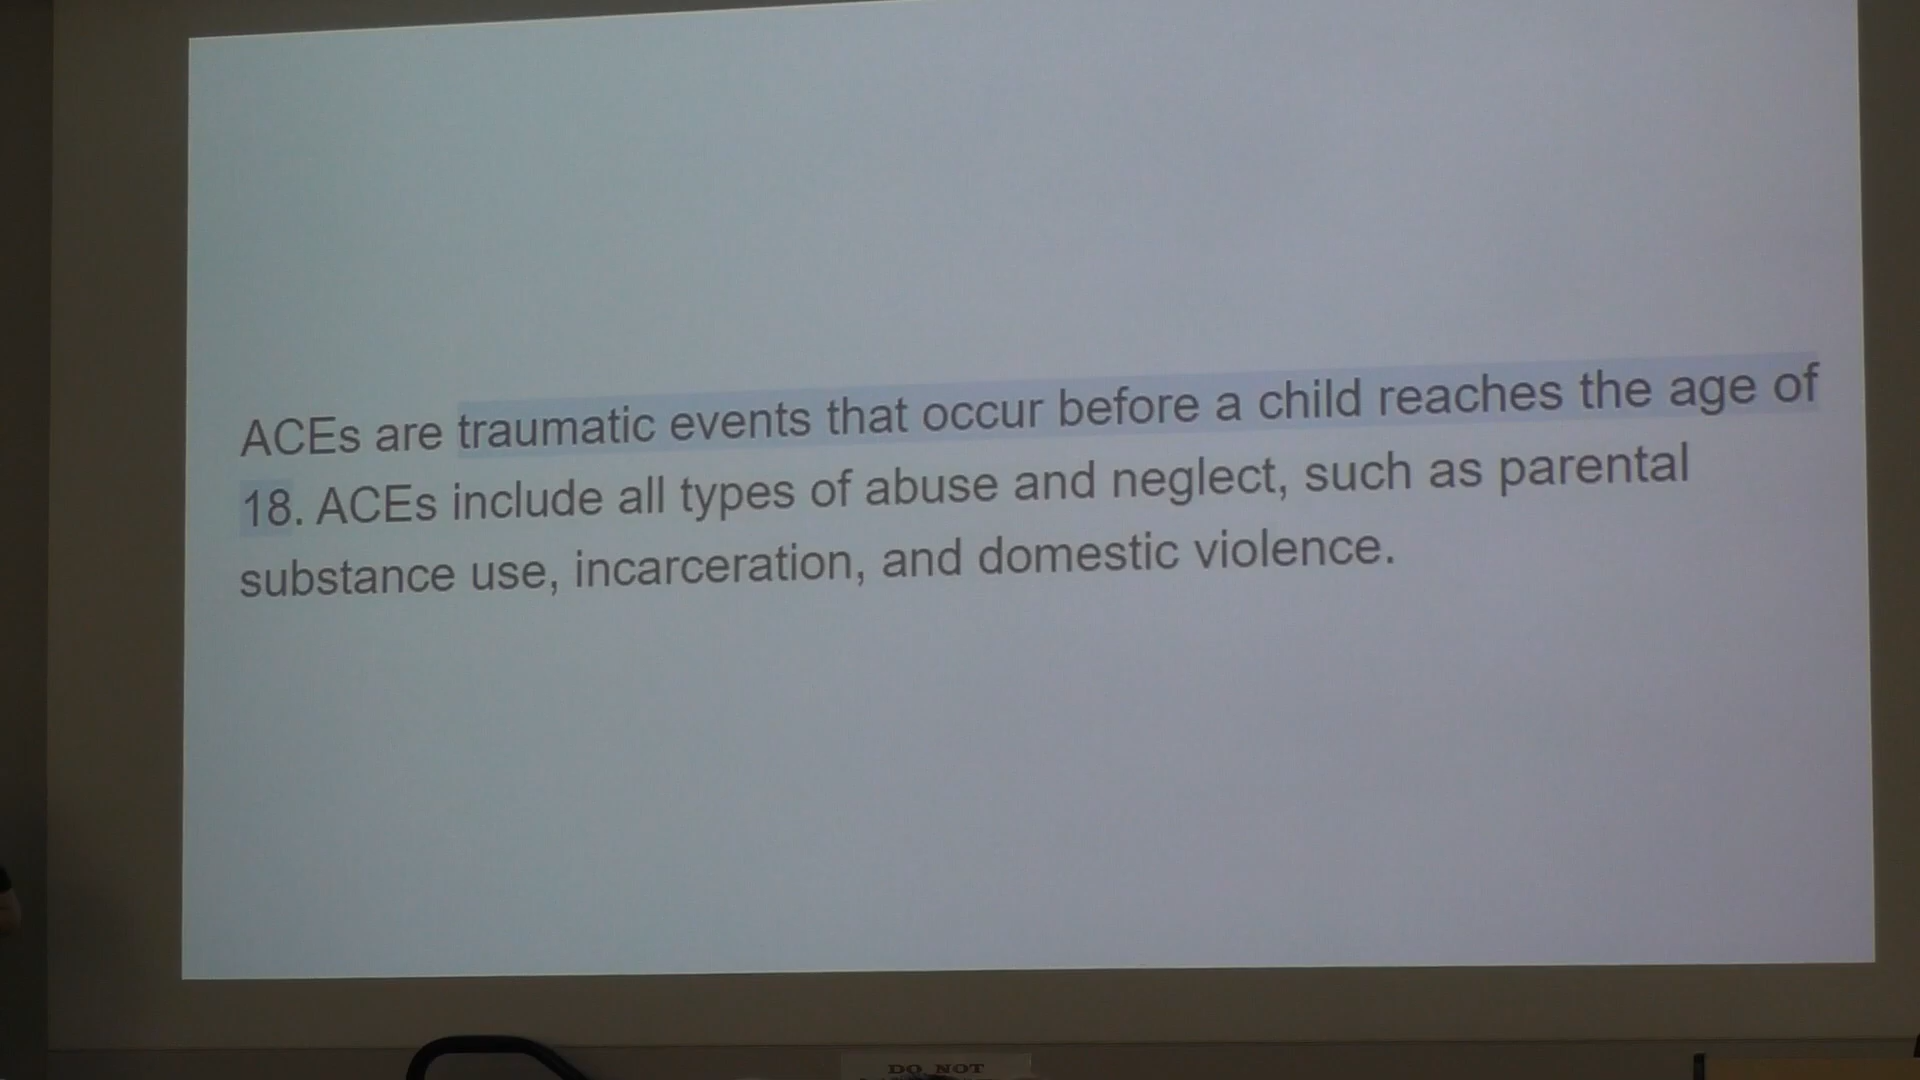 ACEs are traumatic events that occur before a child reaches the age of
18. ACEs include all types of abuse and neglect, such as parental
substance use, incarceration, and domestic violence.
DO NOT